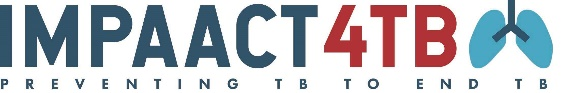 IMPAACT4TB
PREVENTING TB TO END TB